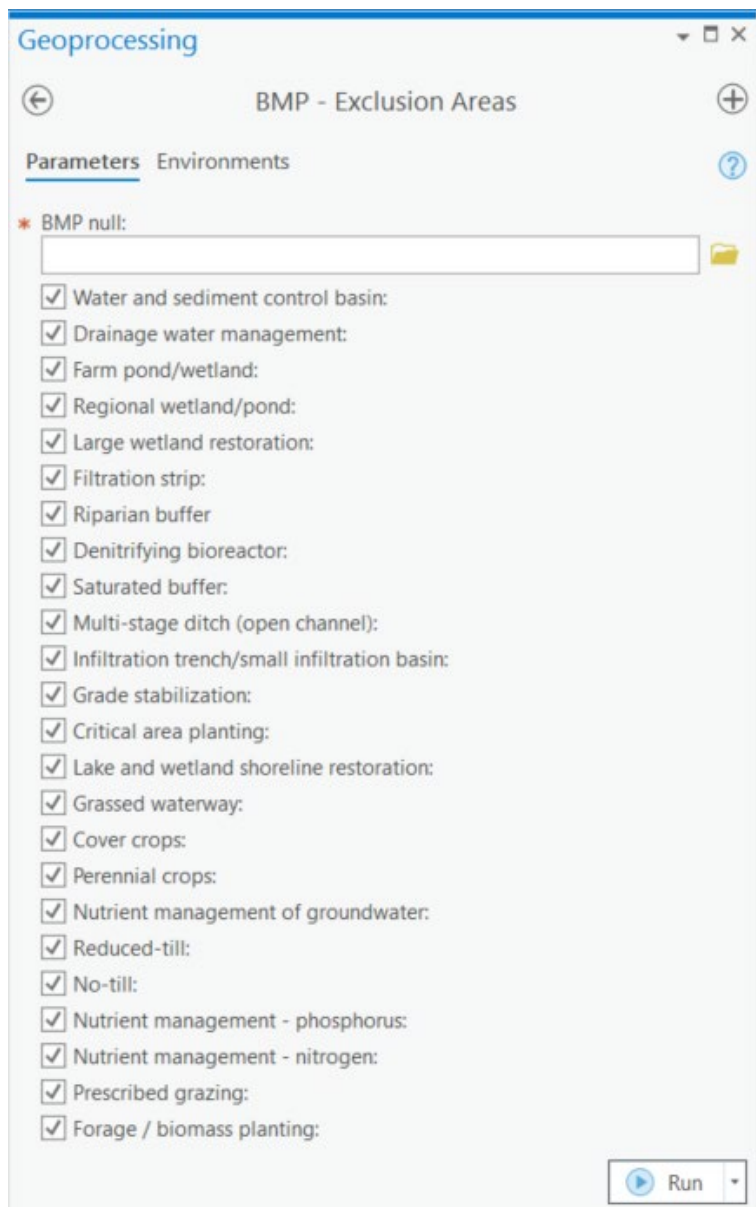 Geoprocessing
BMP - Exclusion Areas
Parameters Environments
* BMP null:
Water and sediment control basin:
Drainage water management:
Farm pond/wetland:
Regional wetland/pond:
Large wetland restoration:
Filtration strip:
Riparian buffer
Denitrifying bioreactor:
Saturated buffer:
Multi-stage ditch (open channel):
Infiltration trench/small infiltration basin:
Grade stabilization:
Critical area planting:
Lake and wetland shoreline restoration:
Grassed waterway:
Cover crops:
Perennial crops:
Nutrient management of groundwater:
Reduced-till:
No-till:
Nutrient management - phosphorus:
Nutrient management - nitrogen:
Prescribed grazing:
Forage / biomass planting:
Run